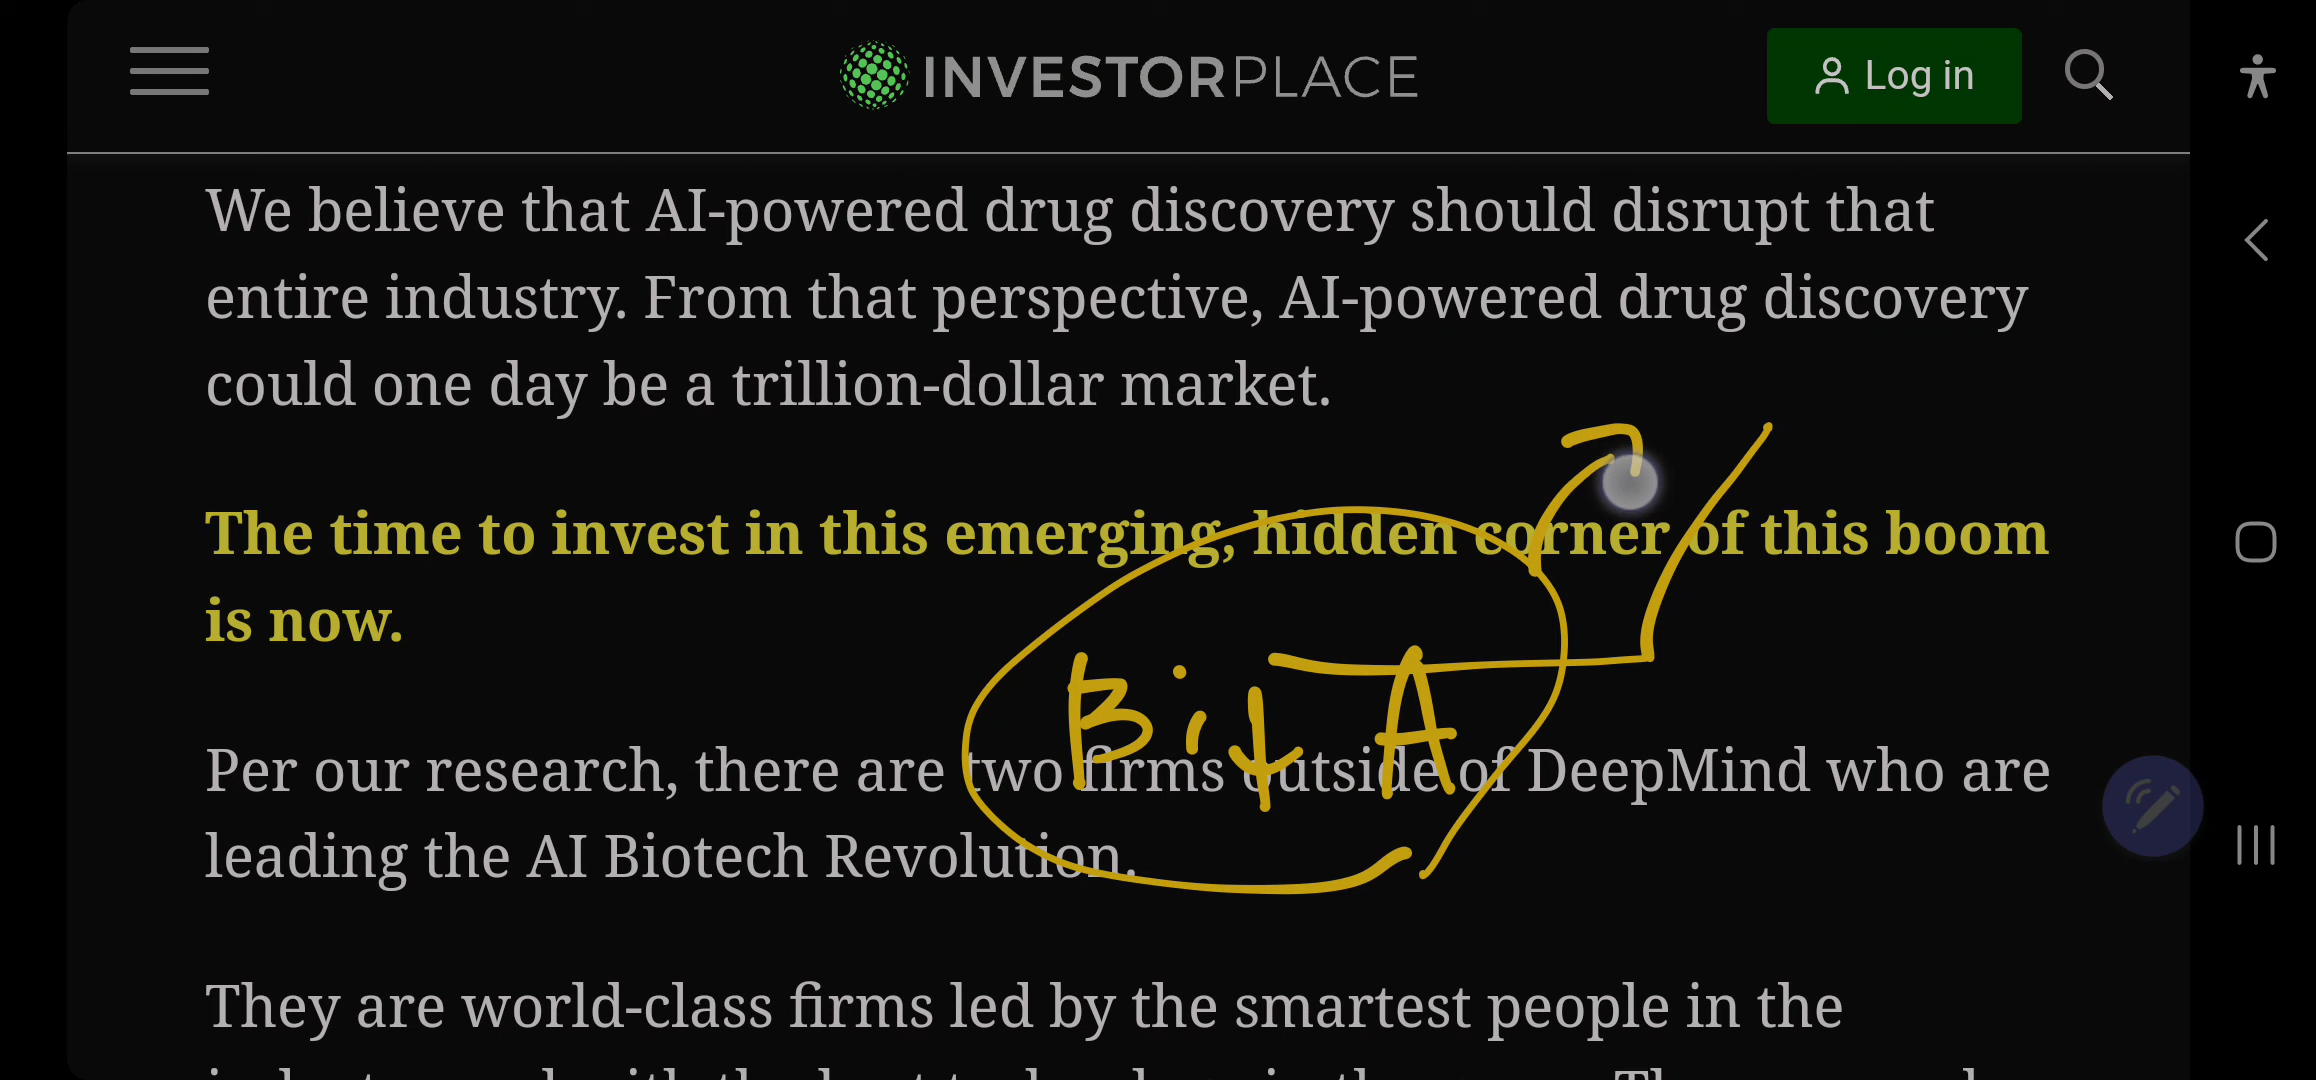 INVESTORPLACE
Log in
We believe that AI-powered drug discovery should disrupt that
entire industry. From that perspective, AI-powered drug discovery
could one day be a trillion-dollar market.
The time to invest in this emerging, hidden corner of this boom
is now.
Per our research, there are two firms outside of DeepMind who are
leading the AI Biotech Revolution.
They are world-class firms led by the smartest people in the